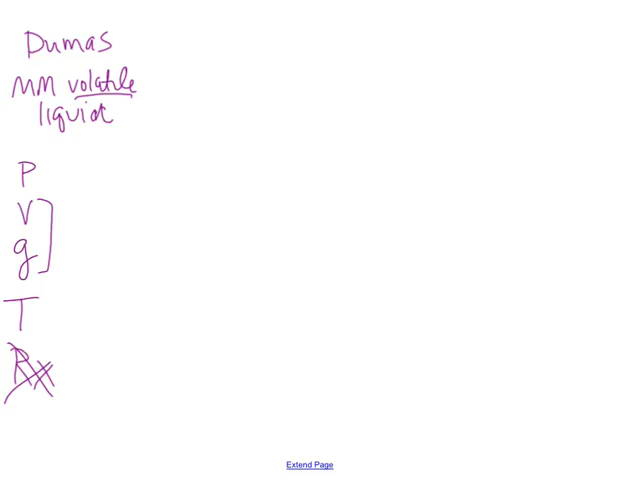 Dumas
MM volatile
liquid
P
V
g
T
Extend Page